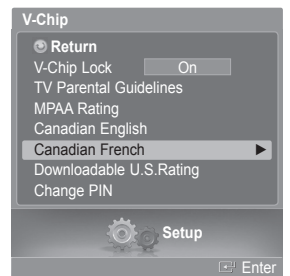 V-Chip
Return
V-Chip Lock On
TV Parental Guidelines
MPAA Rating
Canadian English
Canadian French
Downloadable U.S.Rating
Change PIN
Setup
Enter